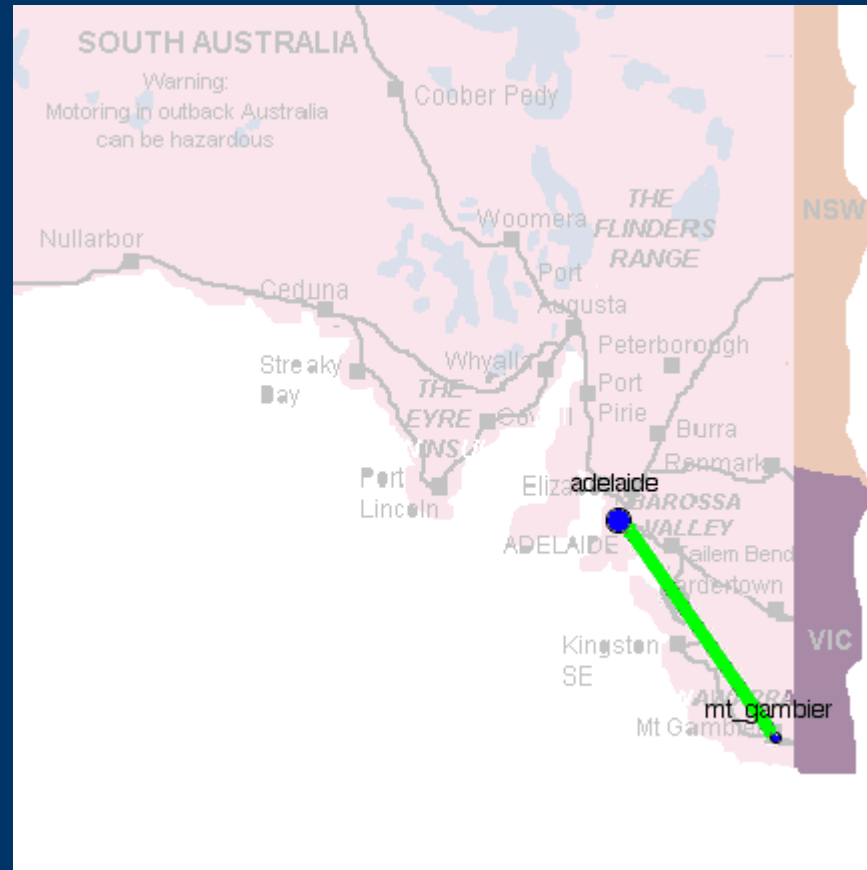 SOUTH AUSTRALIA
Warning:
Motoring in outback Australia
can be hazardous
Coober Pedy
THE
FLINDERS
RANGE
NSW
Woomera
Nullarbor
Port
Augusta
Ceduna
Peterborough
Streaky
Bay
Whyalla
THE
EYRE
Port
Pirie
Burra
Renmark
Port
Lincoln
adelaide
BAROSSA
VALLEY
ADELAIDE
Tailem Bend
VIC
Kingston
SE
mt_gambier
Mt Gambier